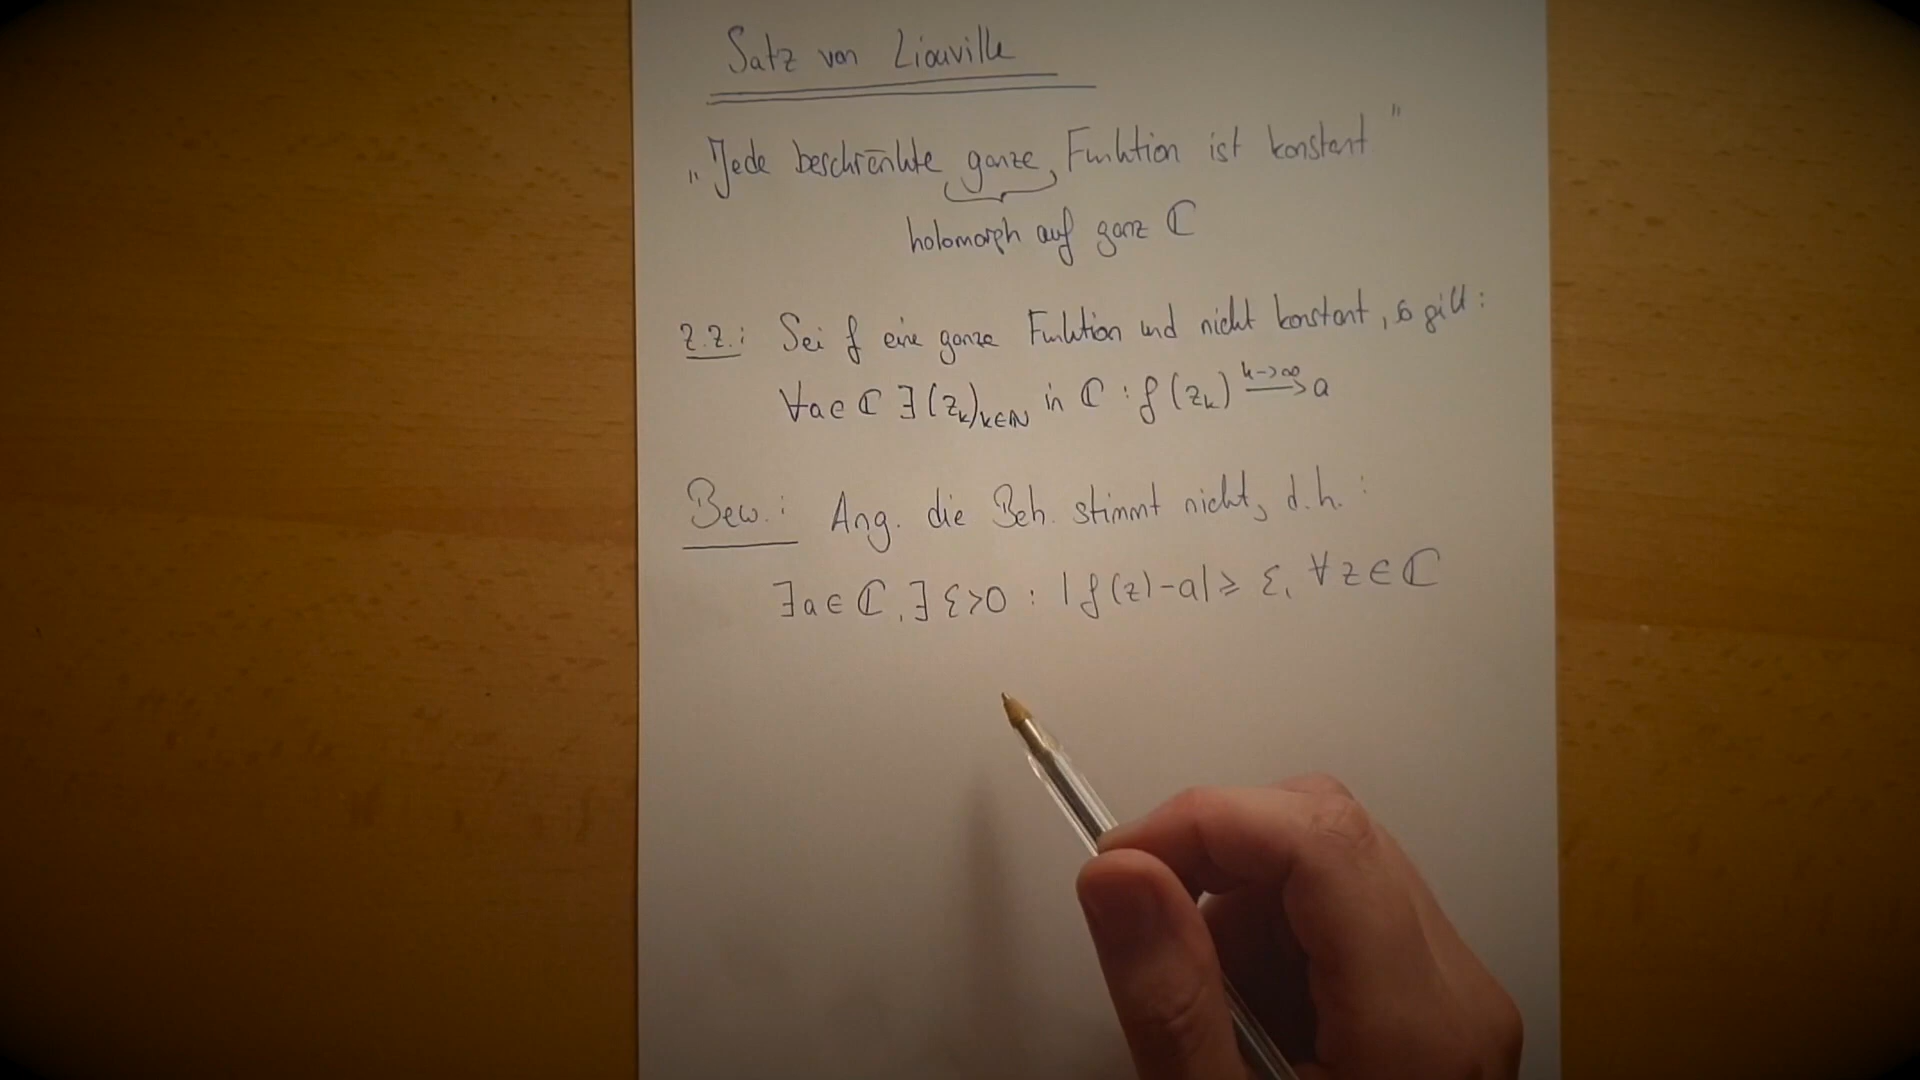 Satz von Liouville
„Jede beschränkte ganze Funktion ist konstant"
holomorph auf ganz ℂ
Z.Z.: Sei f eine ganze Funktion und nicht konstant, so gilt:
∀a∈ℂ ∃(z_k)_{k∈ℕ} in ℂ : f(z_k) \xrightarrow{k->∞} a
Bew.: Ang. die Beh. stimmt nicht, d.h. :
∃a∈ℂ, ∃ε>0 : |f(z)-a| ≥ ε, ∀z∈ℂ